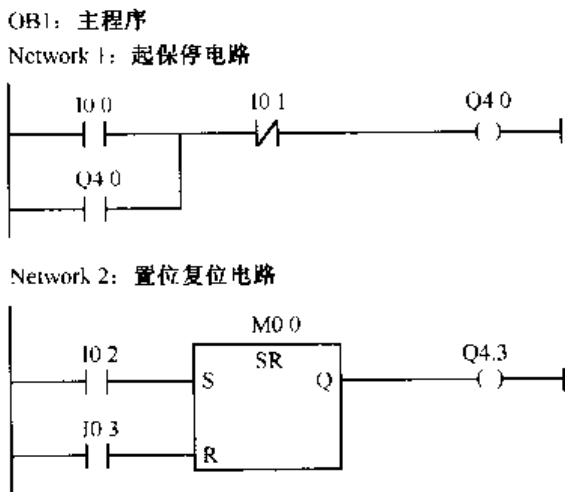 OB1: 主程序
Network 1: 起保停电路
I0.0 I0.1 Q4.0
Q4.0
Network 2: 置位复位电路
M0.0
I0.2 SR Q4.3
S Q
I0.3
R